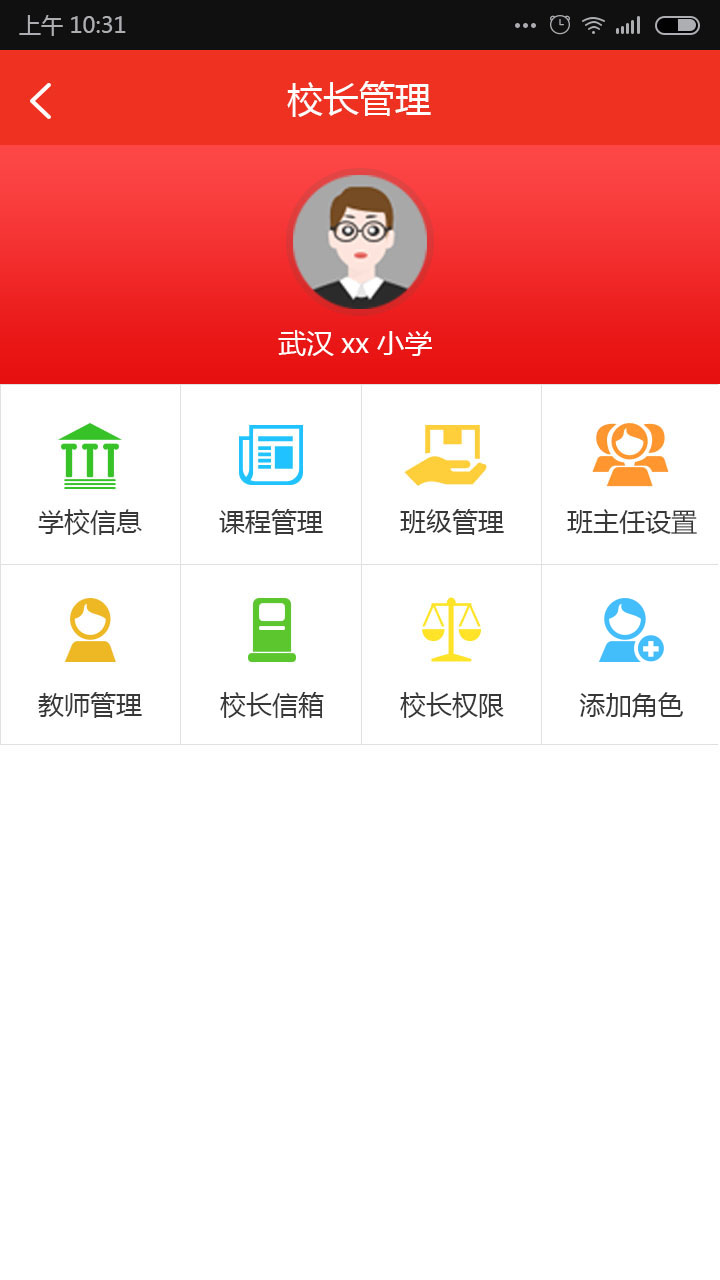 上午 10:31
校长管理
武汉 xx 小学
学校信息
课程管理
班级管理
班主任设置
教师管理
校长信箱
校长权限
添加角色